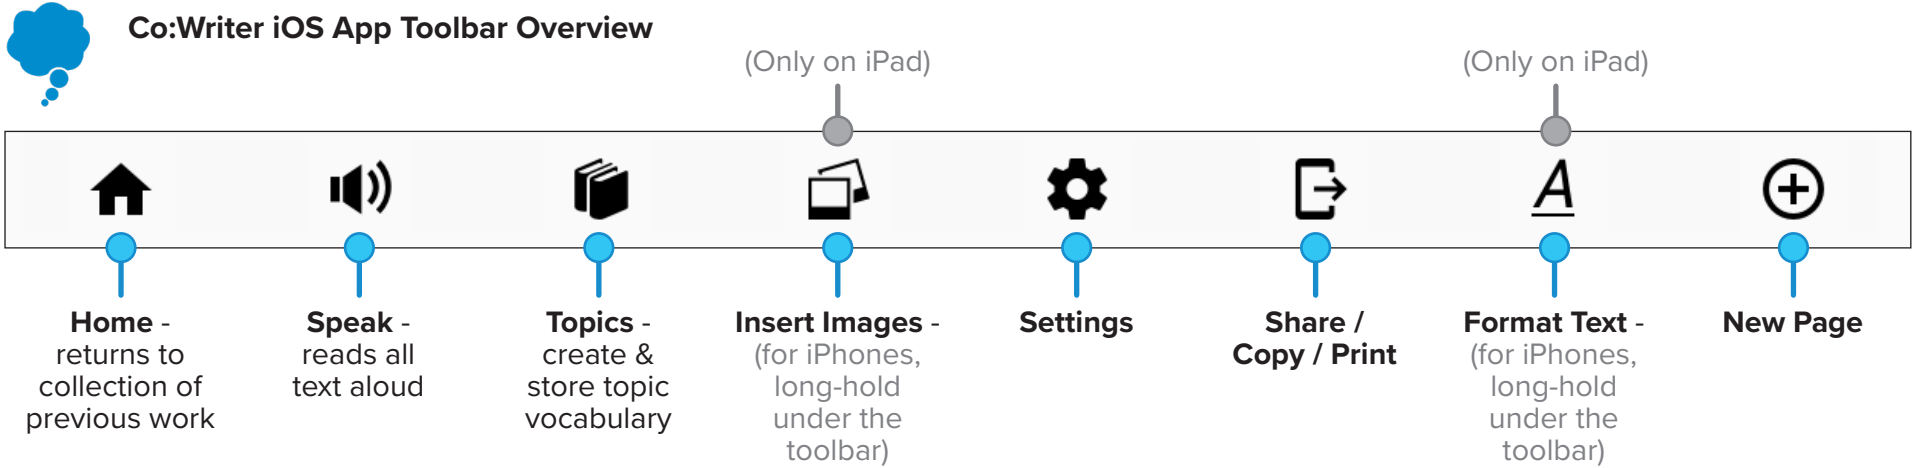 Co:Writer iOS App Toolbar Overview
(Only on iPad)
(Only on iPad)
A
Home -
returns to
collection of
previous work
Speak -
reads all
text aloud
Topics -
create &
store topic
vocabulary
Insert Images -
(for iPhones,
long-hold
under the
toolbar)
Settings
Share /
Copy / Print
Format Text -
(for iPhones,
long-hold
under the
toolbar)
New Page